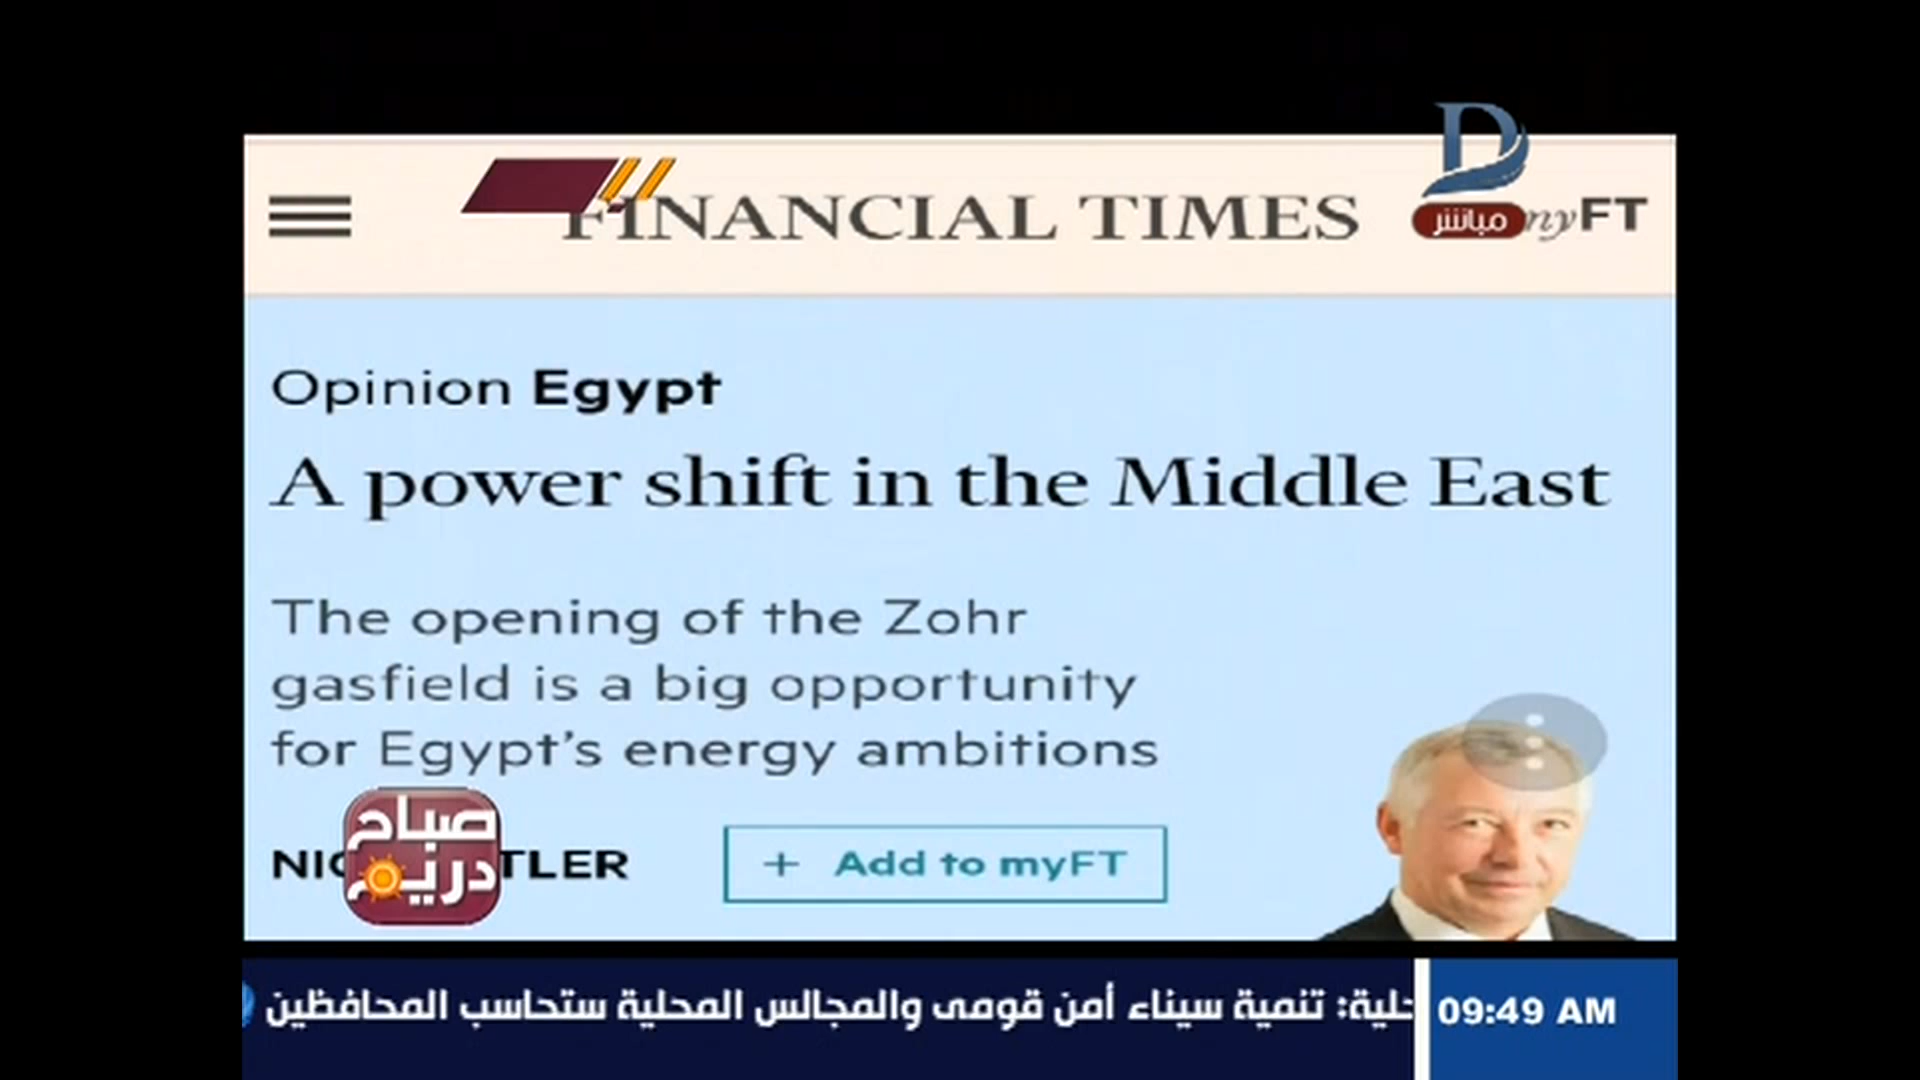 FINANCIAL TIMES
مباشر
myFT
Opinion Egypt
A power shift in the Middle East
The opening of the Zohr
gasfield is a big opportunity
for Egypt's energy ambitions
صباح
دريم
+ Add to myFT
حلية: تنمية سيناء أمن قومى والمجالس المحلية ستحاسب المحافظين
09:49 AM